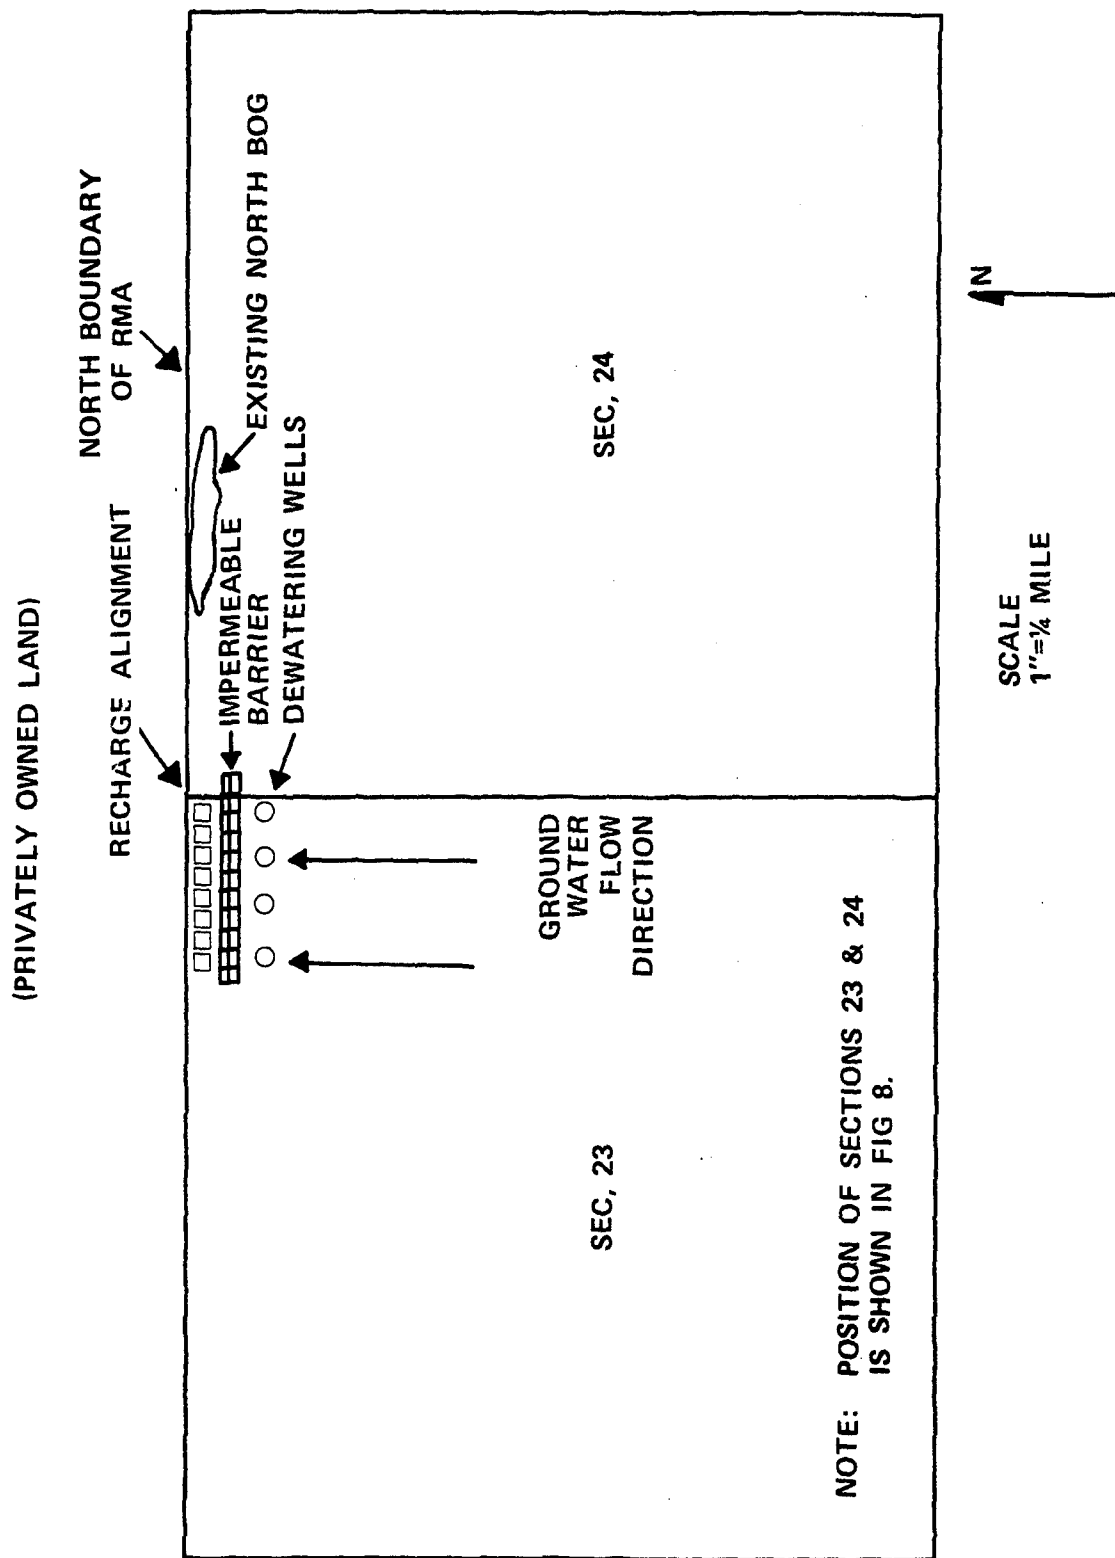 (PRIVATELY OWNED LAND)
RECHARGE ALIGNMENT
NORTH BOUNDARY
OF RMA
IMPERMEABLE
BARRIER
EXISTING NORTH BOG
DEWATERING WELLS
GROUND
WATER
FLOW
DIRECTION
SEC, 23
SEC, 24
NOTE: POSITION OF SECTIONS 23 & 24
IS SHOWN IN FIG 8.
SCALE
1"=¼ MILE
N